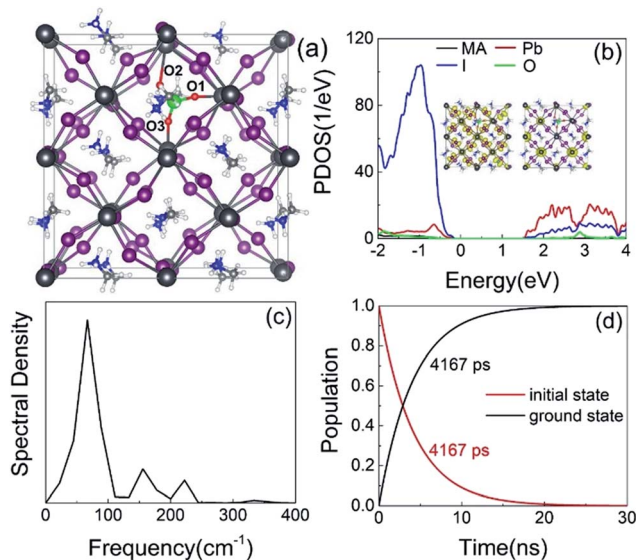 (a)
O2
O1
O3
(b)
MA Pb
I O
PDOS(1/eV)
120
80
40
0
-2 -1 0 1 2 3 4
Energy(eV)
(c)
Spectral Density
0 100 200 300 400
Frequency(cm-1)
(d)
Population
1.0
0.8
0.6
0.4
0.2
0.0
4167 ps
initial state
ground state
4167 ps
0 5 10 15 20 25 30
Time(ns)